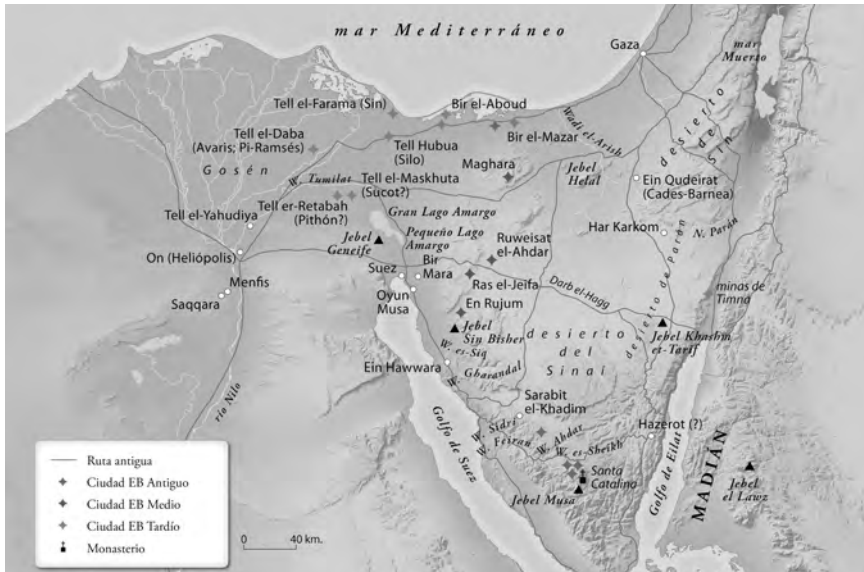 mar Mediterráneo
Gaza
mar
Muerto
Tell el-Farama (Sin)
Bir el-Aboud
Tell el-Daba
(Avaris; Pi-Ramsés)
Gosén
Tell Hubua
(Silo)
Bir el-Mazar
Wadi el-Arish
desierto
de
Sin
Maghara
Jebel
Helal
W. Tumilat
Tell el-Maskhuta
(Sucot?)
Ein Qudeirat
(Cades-Barnea)
Tell er-Retabah
(Pithón?)
Tell el-Yahudiya
Gran Lago Amargo
Har Karkom
N. Parán
Pequeño Lago
Amargo
Jebel
Geneife
Ruweisat
el-Ahdar
On (Heliópolis)
Suez
Bir
Mara
desierto de Parán
Menfis
Saqqara
Ras el-Jeifa
Darb el-Hagg
minas de
Timna
Oyun
Musa
En Rujum
Jebel
Sin Bisher
desierto
del
Sinaí
Jebel Khashm
et-Tarif
W. es-Siq
Ein Hawwara
W. Gharandal
río Nilo
Sarabit
el-Khadim
Golfo de Suez
W. Sidri
W. Feiran
W. Ahdar
W. es-Sheikh
Hazerot (?)
Santa
Catalina
Jebel Musa
Golfo de Eilat
MADIÁN
Jebel
el Lawz
Ruta antigua
Ciudad EB Antiguo
Ciudad EB Medio
Ciudad EB Tardío
Monasterio
0 40 km.